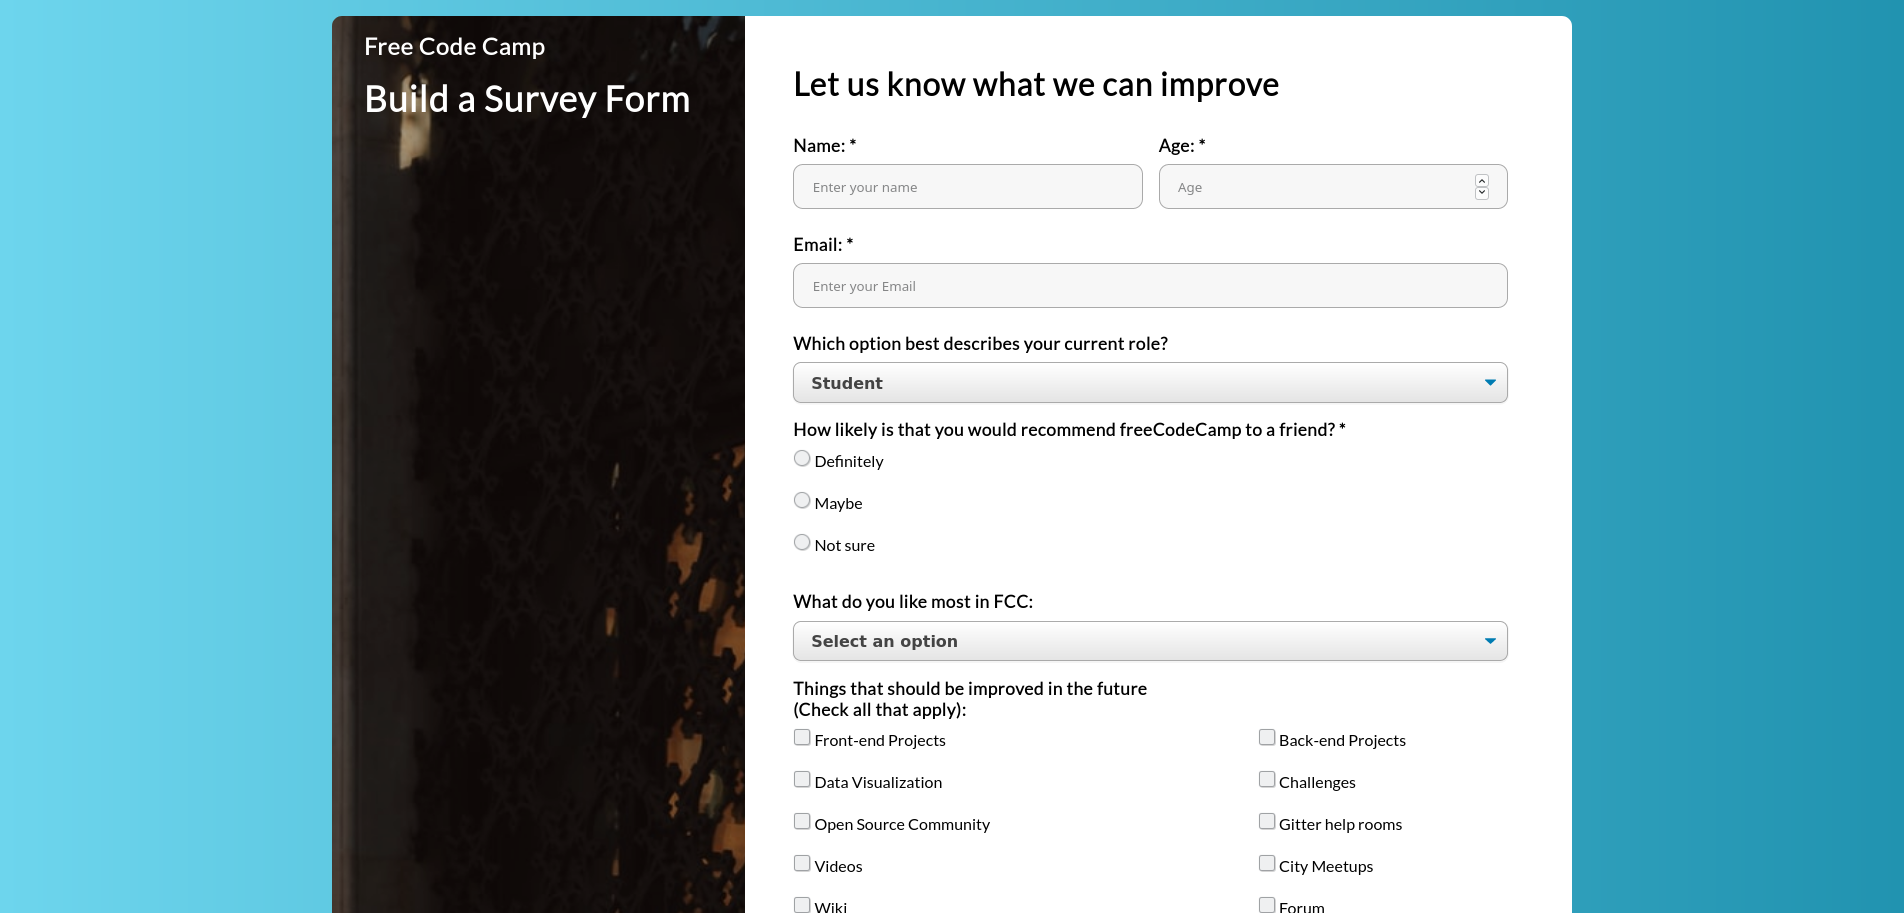 Free Code Camp
Build a Survey Form
Let us know what we can improve
Name: *
Age: *
Enter your name
Age
Email: *
Enter your Email
Which option best describes your current role?
Student
How likely is that you would recommend freeCodeCamp to a friend? *
Definitely
Maybe
Not sure
What do you like most in FCC:
Select an option
Things that should be improved in the future
(Check all that apply):
Front-end Projects
Back-end Projects
Data Visualization
Challenges
Open Source Community
Gitter help rooms
Videos
City Meetups
Wiki
Forum